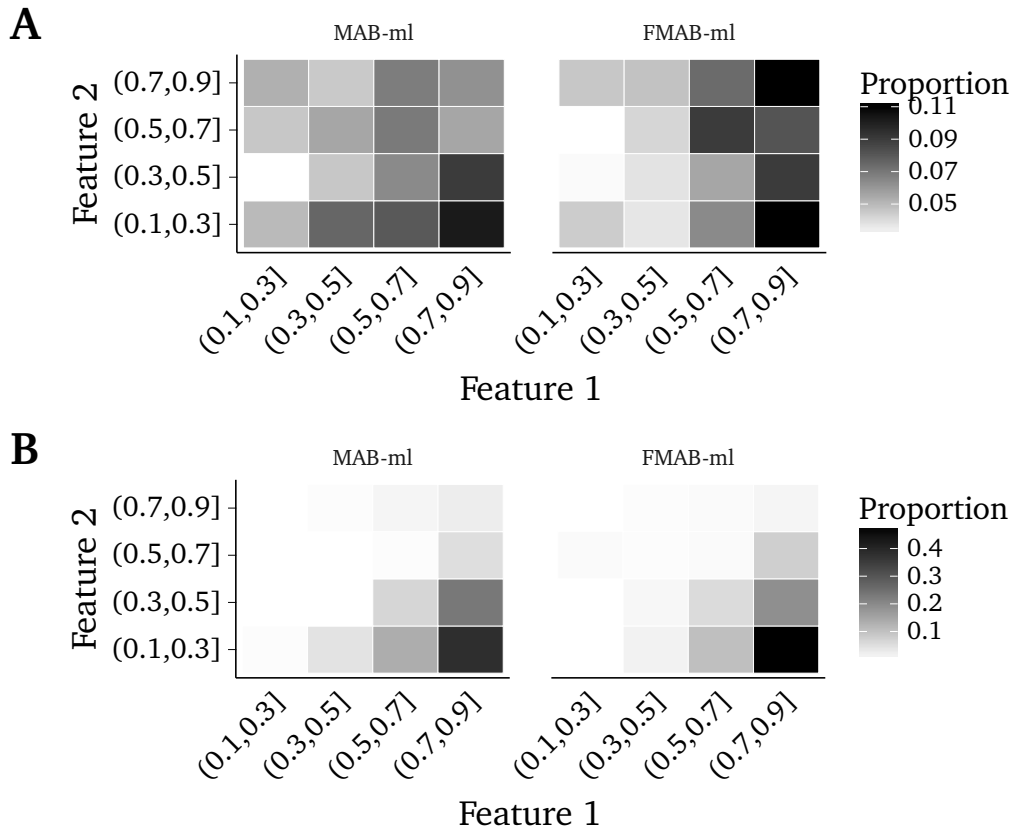 A
MAB-ml
FMAB-ml
Feature 2
(0.7,0.9]
(0.5,0.7]
(0.3,0.5]
(0.1,0.3]
(0.1,0.3]
(0.3,0.5]
(0.5,0.7]
(0.7,0.9]
(0.1,0.3]
(0.3,0.5]
(0.5,0.7]
(0.7,0.9]
Feature 1
Proportion
0.11
0.09
0.07
0.05
B
MAB-ml
FMAB-ml
Feature 2
(0.7,0.9]
(0.5,0.7]
(0.3,0.5]
(0.1,0.3]
(0.1,0.3]
(0.3,0.5]
(0.5,0.7]
(0.7,0.9]
(0.1,0.3]
(0.3,0.5]
(0.5,0.7]
(0.7,0.9]
Feature 1
Proportion
0.4
0.3
0.2
0.1